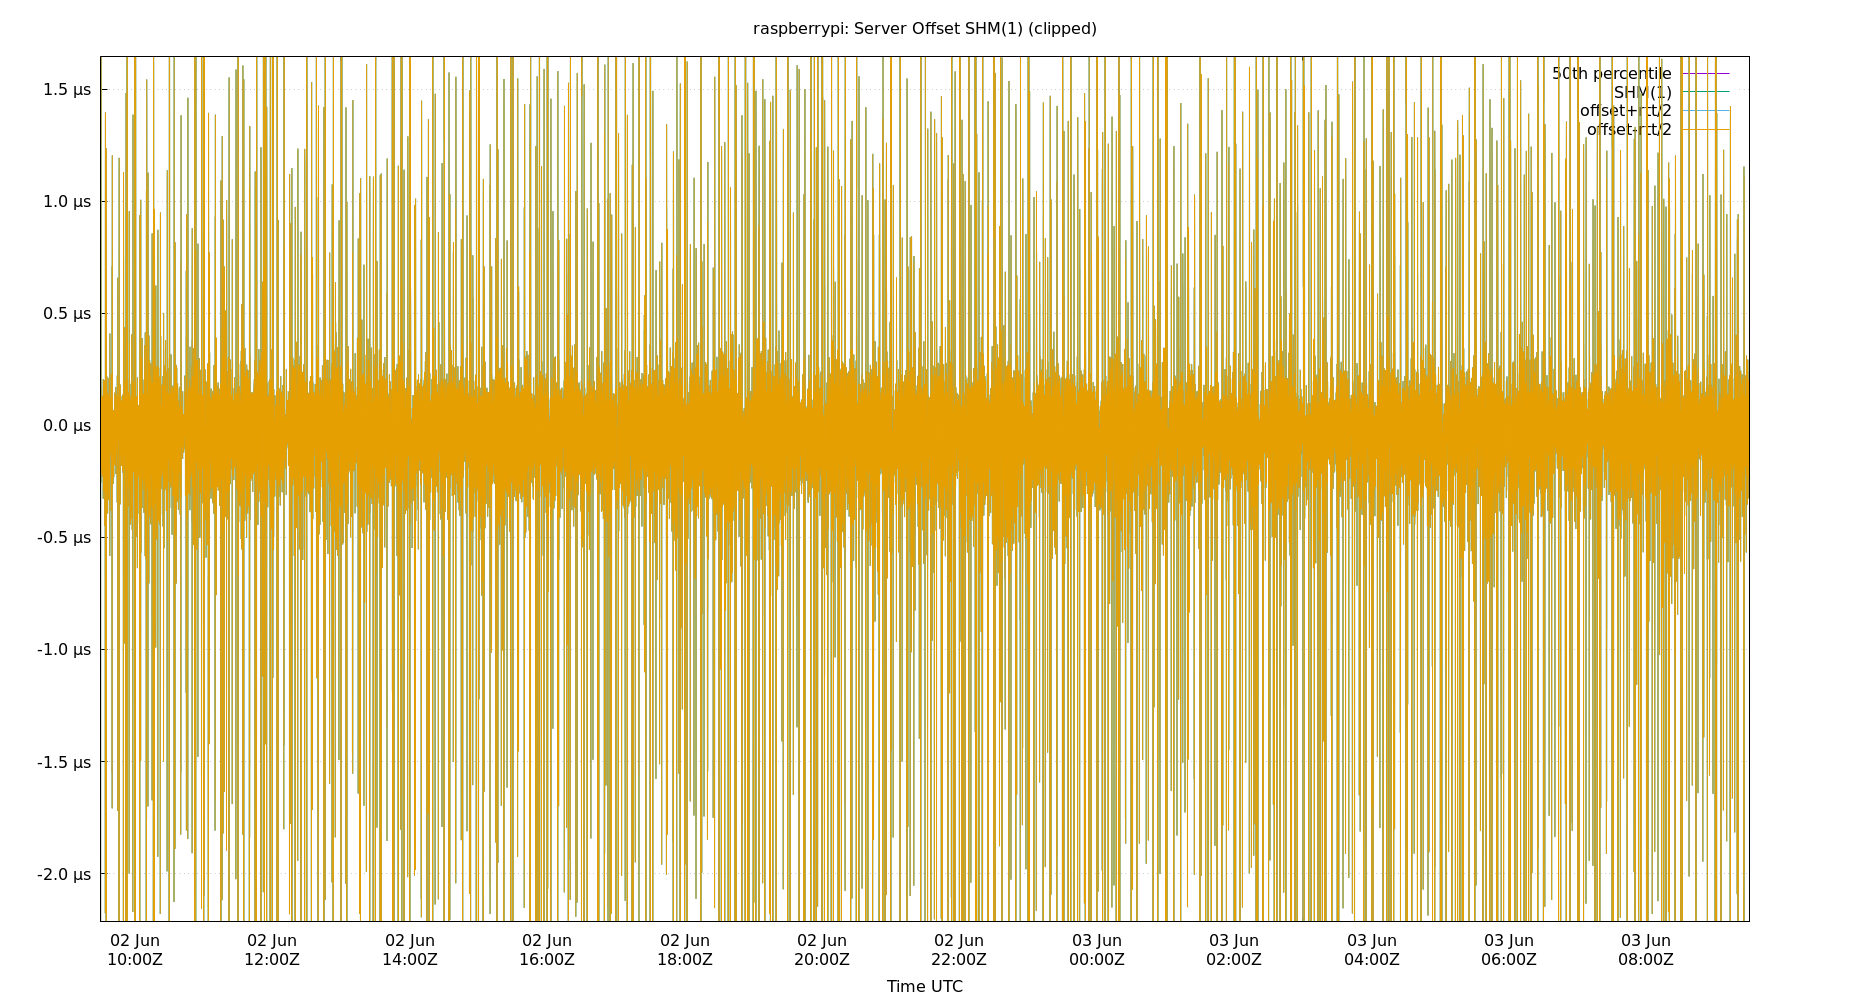 raspberrypi: Server Offset SHM(1) (clipped)
50th percentile
SHM(1)
offset+rtt/2
offset-rtt/2
1.5 µs
1.0 µs
0.5 µs
0.0 µs
-0.5 µs
-1.0 µs
-1.5 µs
-2.0 µs
02 Jun 02 Jun 02 Jun 02 Jun 02 Jun 02 Jun 02 Jun 03 Jun 03 Jun 03 Jun 03 Jun 03 Jun
10:00Z 12:00Z 14:00Z 16:00Z 18:00Z 20:00Z 22:00Z 00:00Z 02:00Z 04:00Z 06:00Z 08:00Z
Time UTC